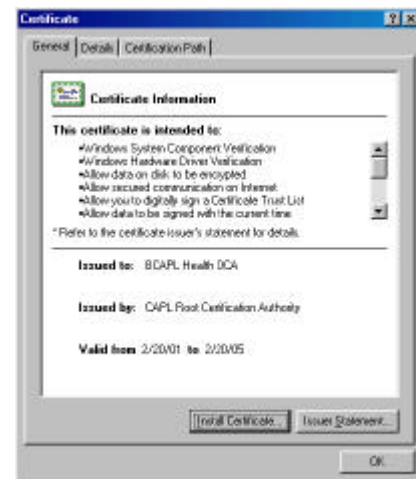 Certificate
General Details Certification Path
Certificate Information
This certificate is intended to:
•Windows System Component Verification
•Windows Hardware Driver Verification
•Allow data on disk to be encrypted
•Allow secured communication on Internet
•Allow you to digitally sign a Certificate Trust List
•Allow data to be signed with the current time
*Refer to the certificate issuer's statement for details.
Issued to: BCAPL Health DCA
Issued by: CAPL Root Certification Authority
Valid from 2/20/01 to 2/20/05
Install Certificate... Issuer Statement...
OK